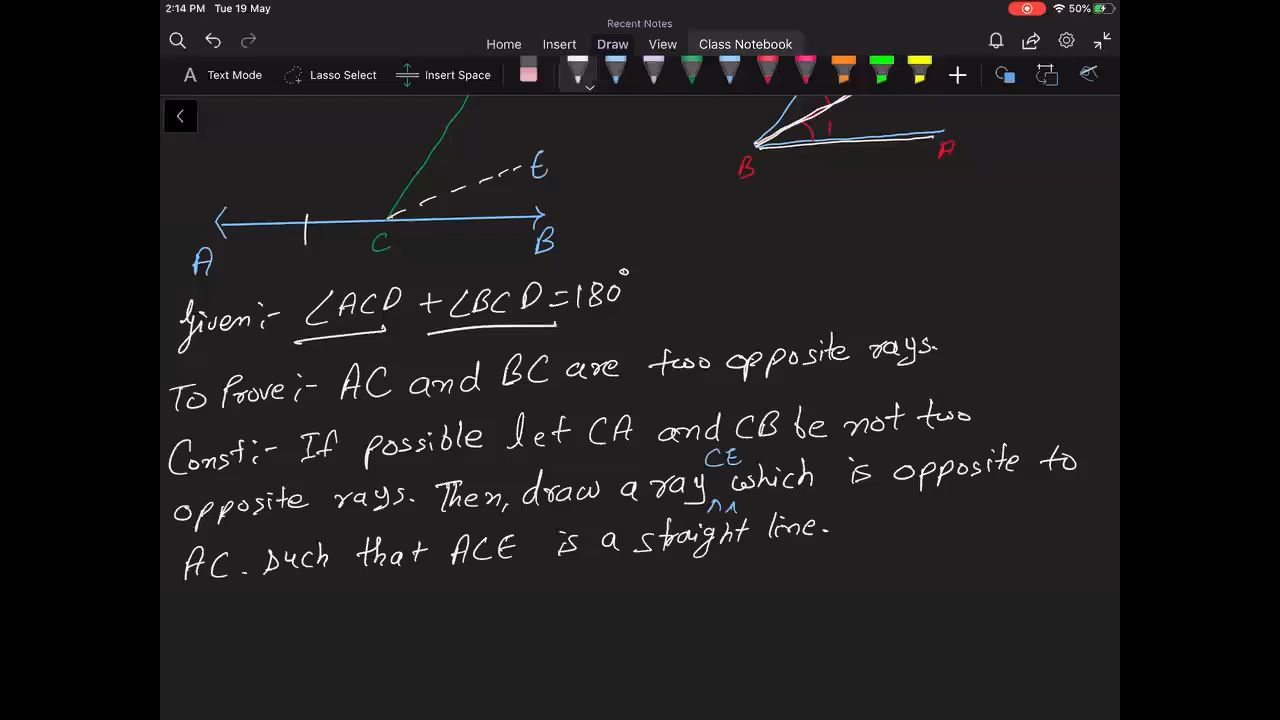 2:14 PM Tue 19 May
50%
Recent Notes
Home Insert Draw View Class Notebook
A Text Mode Lasso Select Insert Space
E
A C B
B 1 A
Given:- ∠ACD + ∠BCD = 180°
To Prove:- AC and BC are two opposite rays.
Const:- If possible let CA and CB be not two
CE
opposite rays. Then, draw a ray which is opposite to
AC. such that ACE is a straight line.